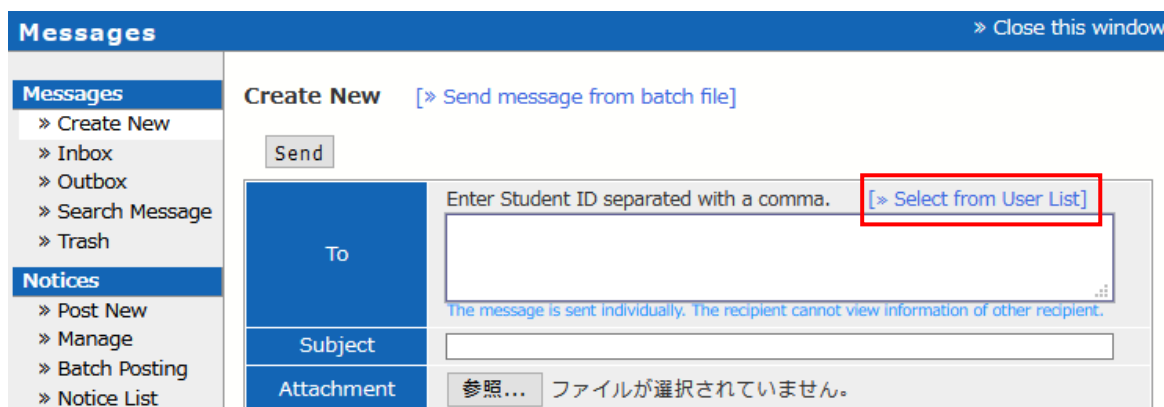 Messages
» Close this window
Messages
» Create New
» Inbox
» Outbox
» Search Message
» Trash
Notices
» Post New
» Manage
» Batch Posting
» Notice List
Create New [» Send message from batch file]
Send
To
Enter Student ID separated with a comma. [» Select from User List]
The message is sent individually. The recipient cannot view information of other recipient.
Subject
Attachment
参照... ファイルが選択されていません。